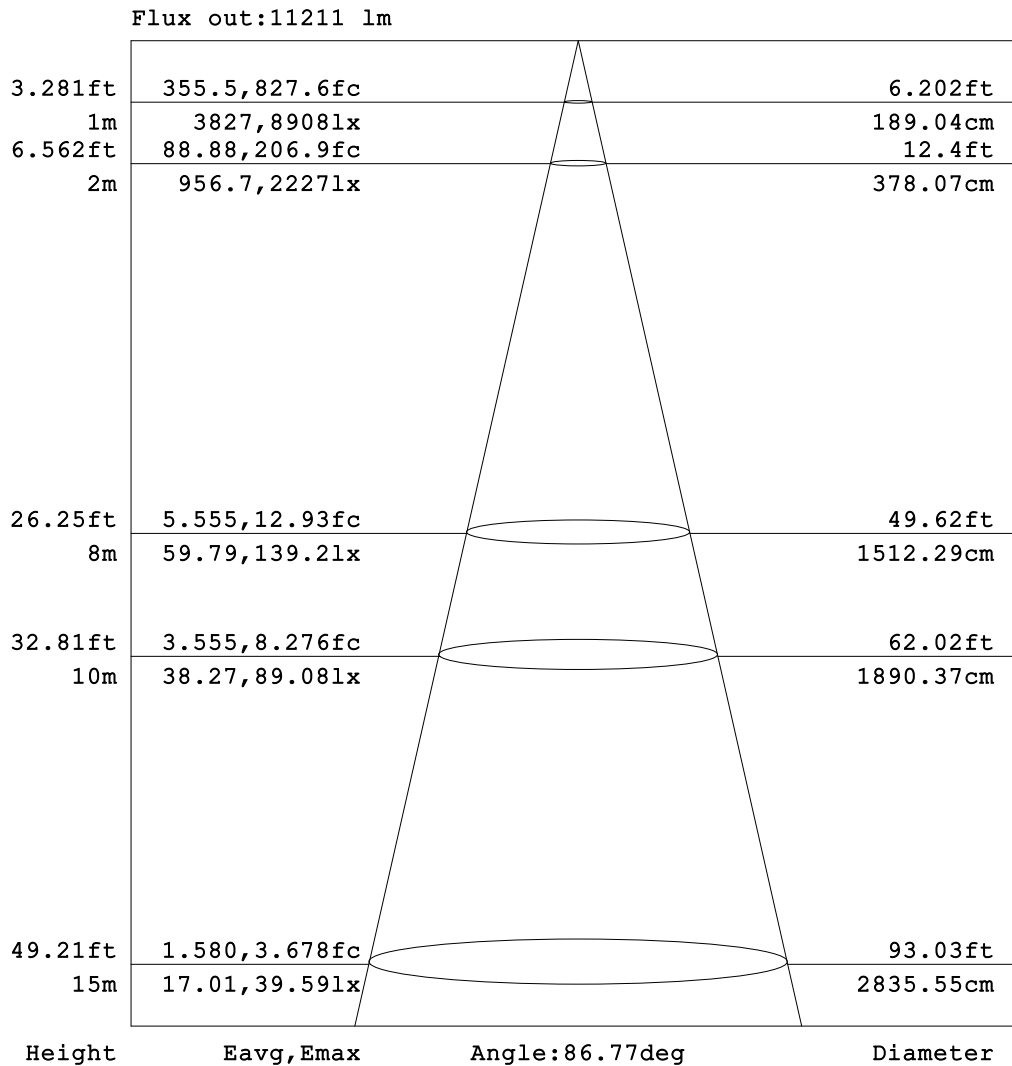 Flux out:11211 lm
3.281ft 355.5,827.6fc 6.202ft
1m 3827,8908lx 189.04cm
6.562ft 88.88,206.9fc 12.4ft
2m 956.7,2227lx 378.07cm
26.25ft 5.555,12.93fc 49.62ft
8m 59.79,139.2lx 1512.29cm
32.81ft 3.555,8.276fc 62.02ft
10m 38.27,89.08lx 1890.37cm
49.21ft 1.580,3.678fc 93.03ft
15m 17.01,39.59lx 2835.55cm
Height Eavg,Emax Angle:86.77deg Diameter